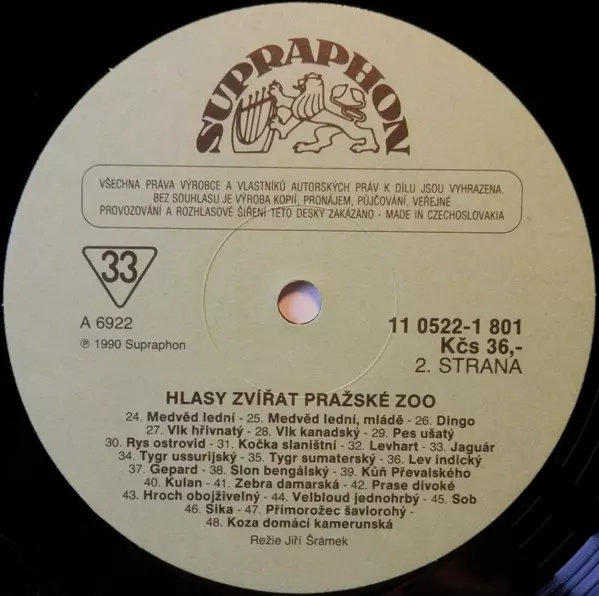 SUPRAPHON
VŠECHNA PRÁVA VÝROBCE A VLASTNÍKŮ AUTORSKÝCH PRÁV K DÍLU JSOU VYHRAZENA.
BEZ SOUHLASU JE VÝROBA KOPIÍ, PRONÁJEM, PŮJČOVÁNÍ, VEŘEJNÉ
PROVOZOVÁNÍ A ROZHLASOVÉ ŠÍŘENÍ TÉTO DESKY ZAKÁZÁNO - MADE IN CZECHOSLOVAKIA
33
A 6922
℗ 1990 Supraphon
11 0522-1 801
Kčs 36,-
2. STRANA
HLASY ZVÍŘAT PRAŽSKÉ ZOO
24. Medvěd lední - 25. Medvěd lední, mládě - 26. Dingo
27. Vlk hřivnatý - 28. Vlk kanadský - 29. Pes ušatý
30. Rys ostrovid - 31. Kočka slaništní - 32. Levhart - 33. Jaguár
34. Tygr ussurijský - 35. Tygr sumaterský - 36. Lev indický
37. Gepard - 38. Slon bengálský - 39. Kůň Převalského
40. Kulan - 41. Zebra damarská - 42. Prase divoké
43. Hroch obojživelný - 44. Velbloud jednohrbý - 45. Sob
46. Sika - 47. Přímorožec šavlorohý -
48. Koza domácí kamerunská
Režie Jiří Šrámek